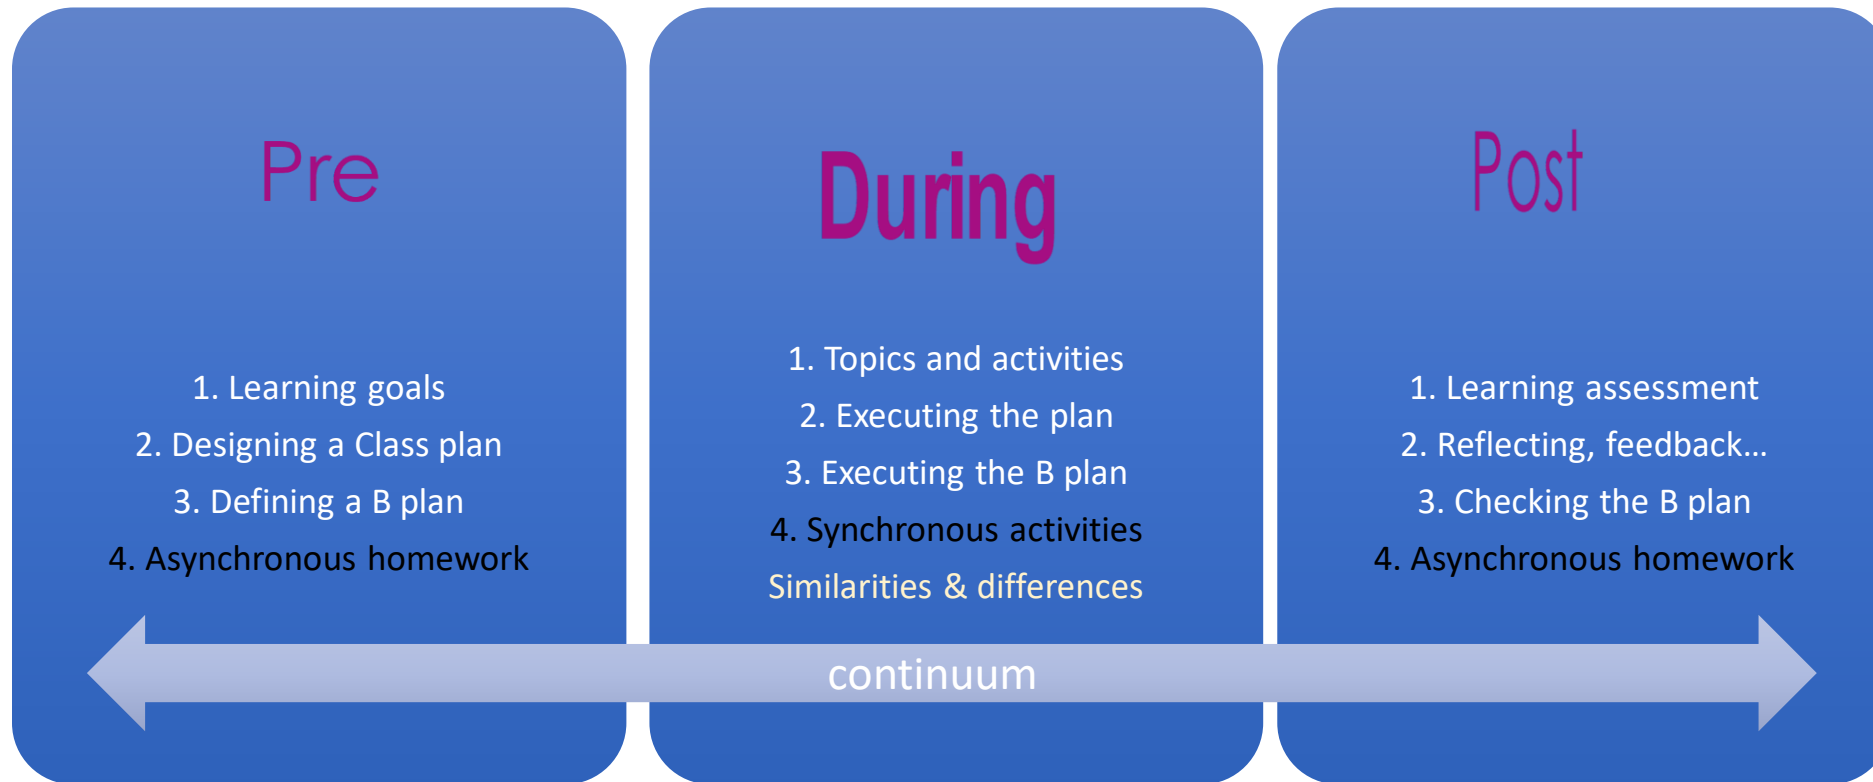 Pre
1. Learning goals
2. Designing a Class plan
3. Defining a B plan
4. Asynchronous homework
During
1. Topics and activities
2. Executing the plan
3. Executing the B plan
4. Synchronous activities
Similarities & differences
Post
1. Learning assessment
2. Reflecting, feedback...
3. Checking the B plan
4. Asynchronous homework
continuum